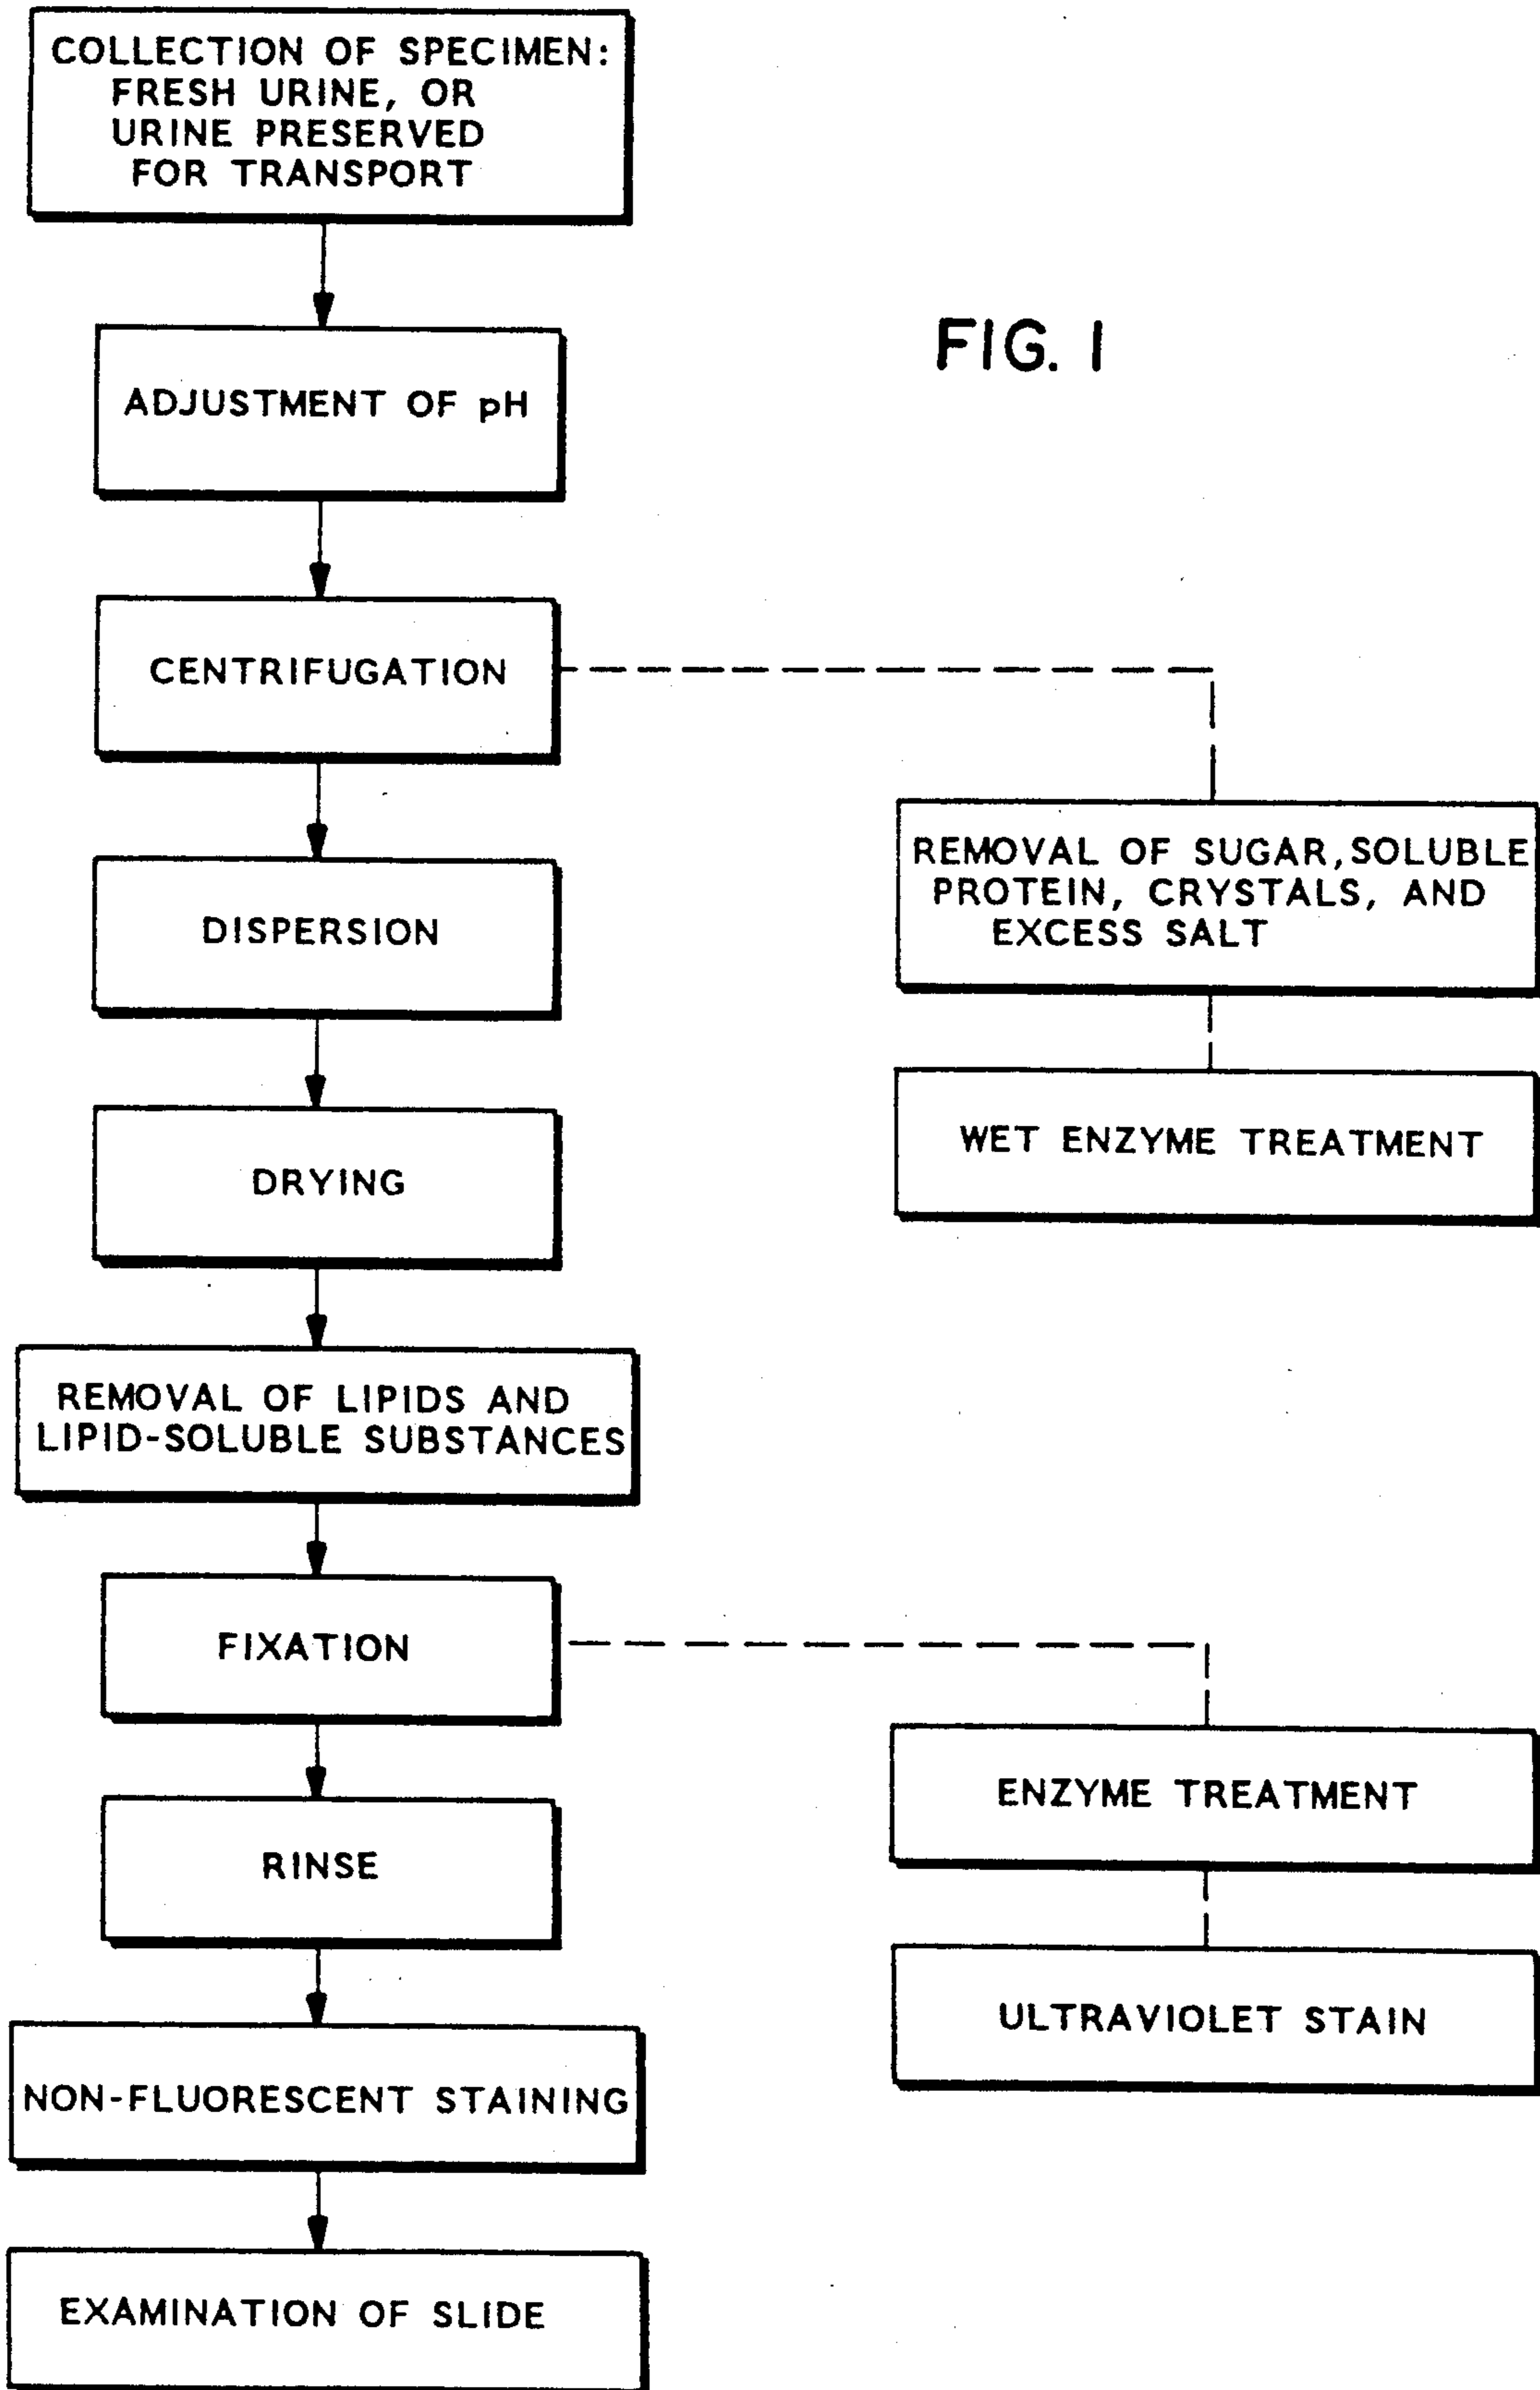 COLLECTION OF SPECIMEN:
FRESH URINE, OR
URINE PRESERVED
FOR TRANSPORT
ADJUSTMENT OF pH
FIG. 1
CENTRIFUGATION
REMOVAL OF SUGAR, SOLUBLE
PROTEIN, CRYSTALS, AND
EXCESS SALT
DISPERSION
WET ENZYME TREATMENT
DRYING
REMOVAL OF LIPIDS AND
LIPID-SOLUBLE SUBSTANCES
FIXATION
ENZYME TREATMENT
RINSE
ULTRAVIOLET STAIN
NON-FLUORESCENT STAINING
EXAMINATION OF SLIDE